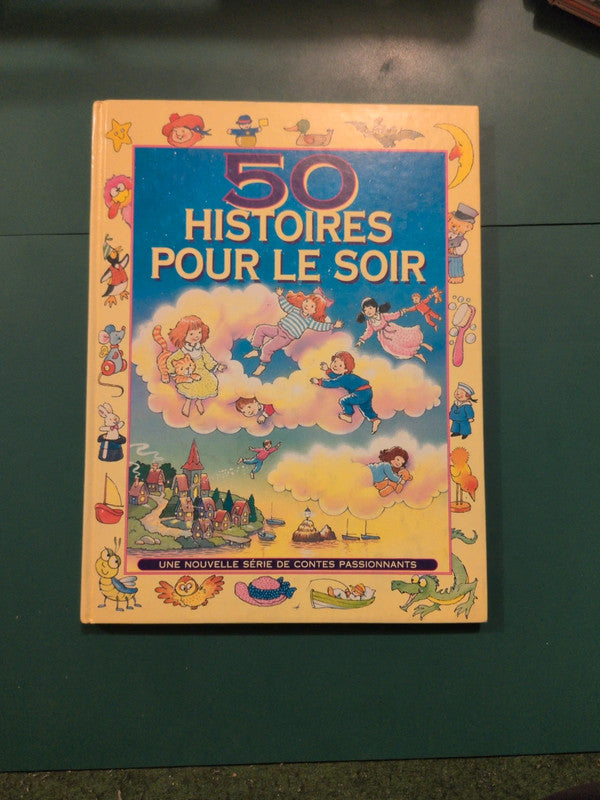 50
HISTOIRES
POUR LE SOIR
UNE NOUVELLE SÉRIE DE CONTES PASSIONNANTS